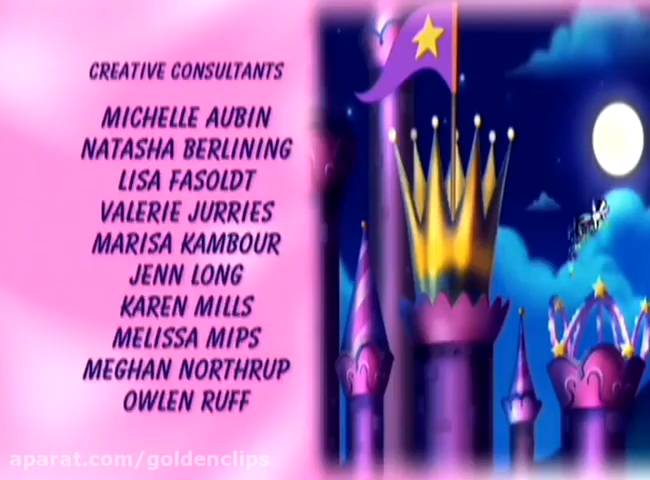 CREATIVE CONSULTANTS
MICHELLE AUBIN
NATASHA BERLINING
LISA FASOLDT
VALERIE JURRIES
MARISA KAMBOUR
JENN LONG
KAREN MILLS
MELISSA MIPS
MEGHAN NORTHRUP
OWLEN RUFF
aparat.com/goldenclips